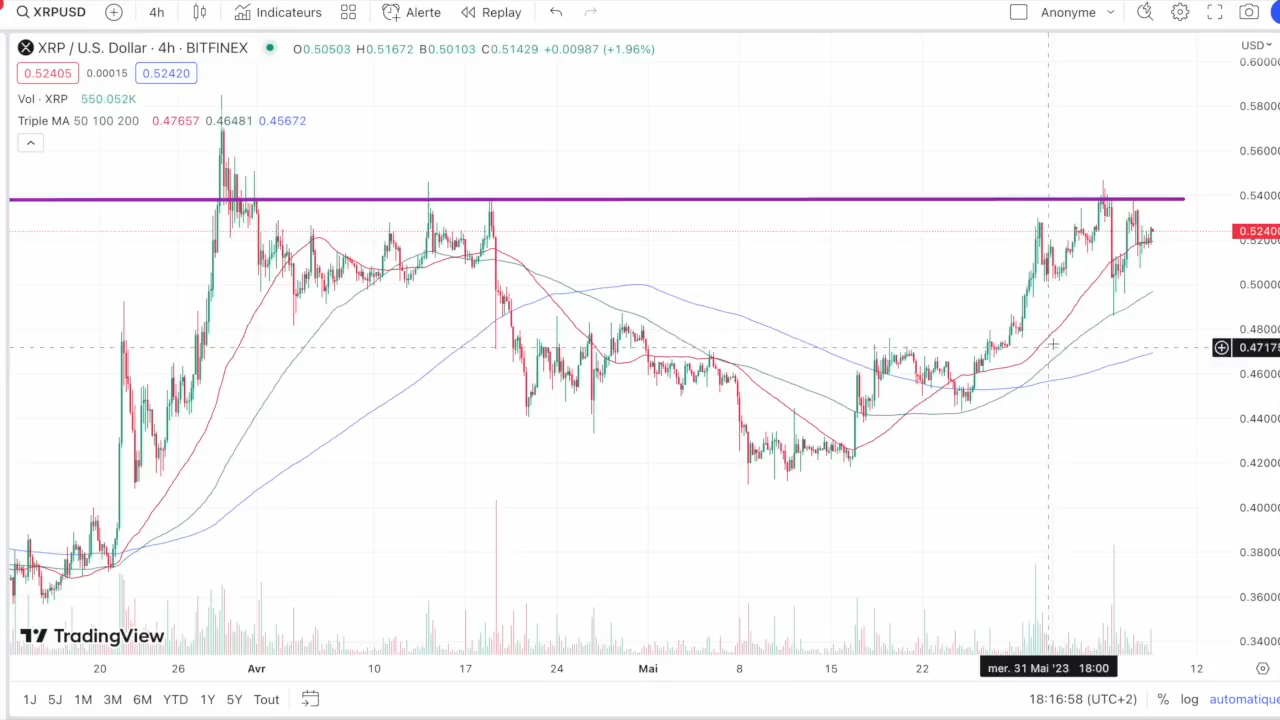 XRPUSD 4h Indicateurs Alerte Replay Anonyme
XRP / U.S. Dollar · 4h · BITFINEX O0.50503 H0.51672 B0.50103 C0.51429 +0.00987 (+1.96%) USD
0.52405 0.00015 0.52420
Vol · XRP 550.052K
Triple MA 50 100 200 0.47657 0.46481 0.45672
0.60000
0.58000
0.56000
0.54000
0.52400
0.52000
0.50000
0.48000
0.47175
0.46000
0.44000
0.42000
0.40000
0.38000
0.36000
0.34000
TradingView
20 26 Avr 10 17 24 Mai 8 15 22 mer. 31 Mai '23 18:00 12
1J 5J 1M 3M 6M YTD 1Y 5Y Tout 18:16:58 (UTC+2) % log automatique